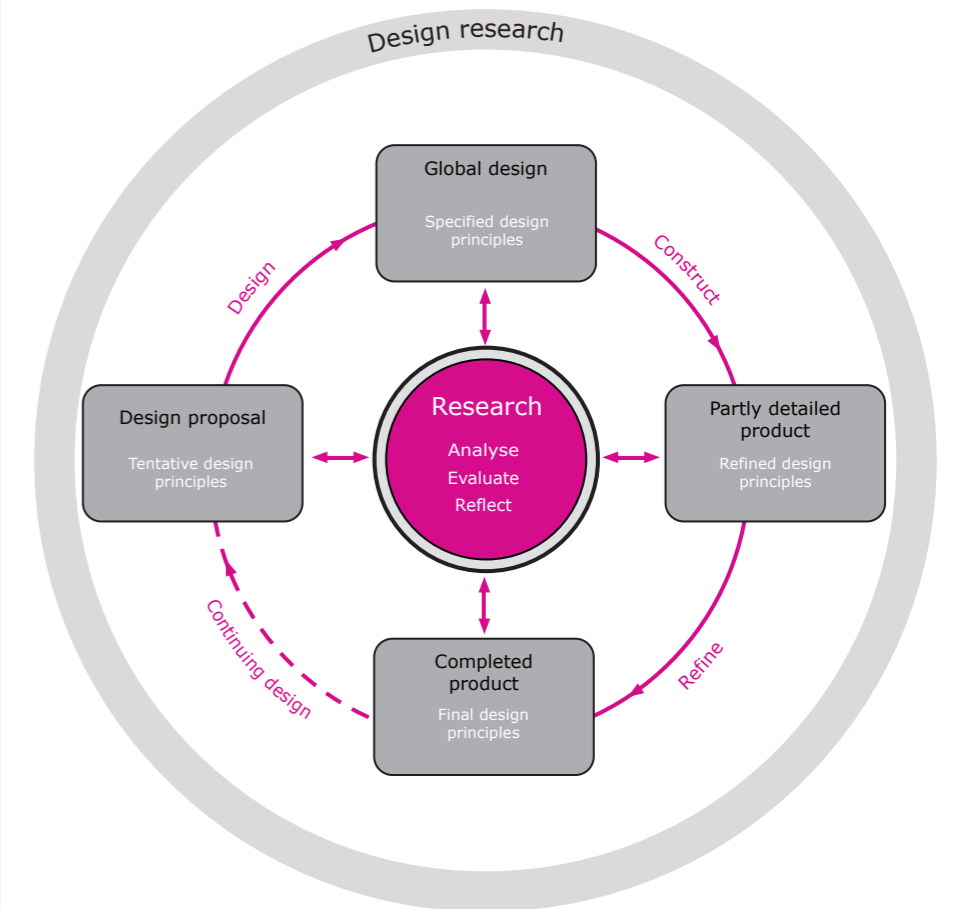 Design research
Global design
Specified design
principles
Design
Construct
Design proposal
Tentative design
principles
Research
Analyse
Evaluate
Reflect
Partly detailed
product
Refined design
principles
Continuing design
Completed
product
Final design
principles
Refine